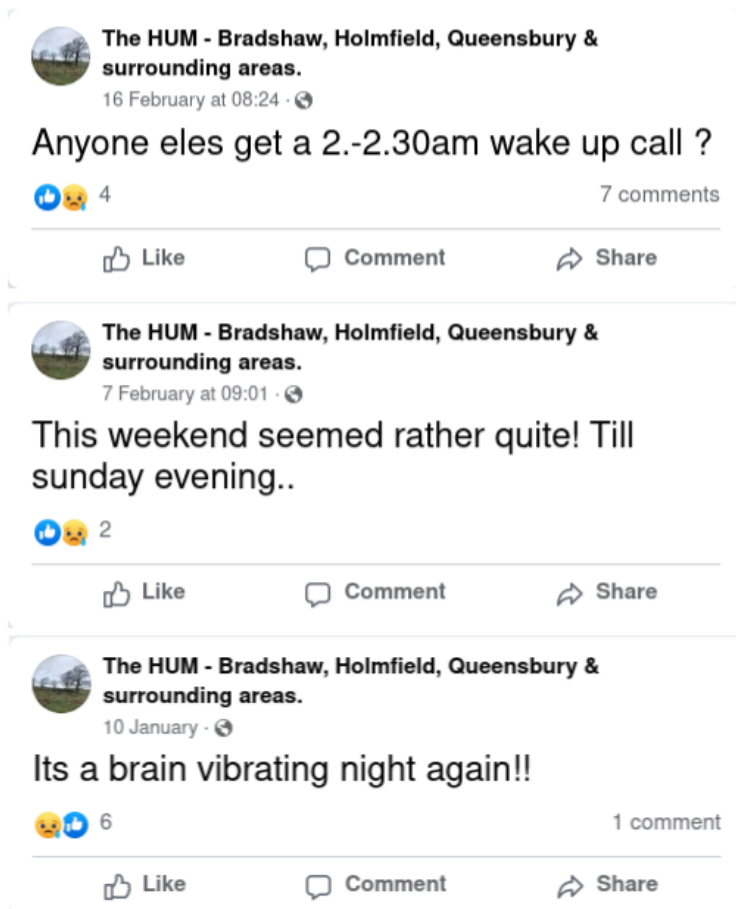 The HUM - Bradshaw, Holmfield, Queensbury &
surrounding areas.
16 February at 08:24 ·
Anyone eles get a 2.-2.30am wake up call ?
4 7 comments
Like Comment Share
The HUM - Bradshaw, Holmfield, Queensbury &
surrounding areas.
7 February at 09:01 ·
This weekend seemed rather quite! Till
sunday evening..
2
Like Comment Share
The HUM - Bradshaw, Holmfield, Queensbury &
surrounding areas.
10 January ·
Its a brain vibrating night again!!
6 1 comment
Like Comment Share